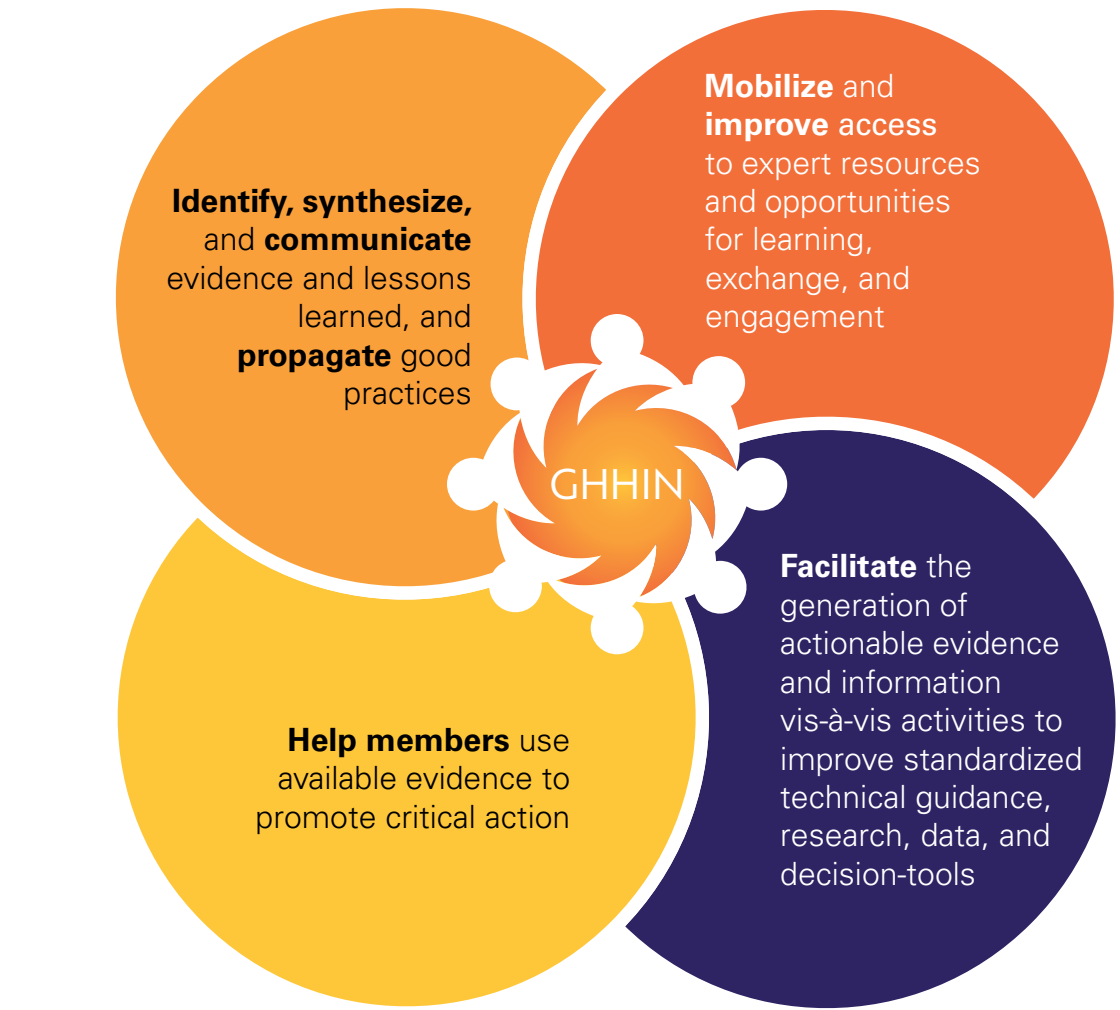 Identify, synthesize,
and communicate
evidence and lessons
learned, and
propagate good
practices
Mobilize and
improve access
to expert resources
and opportunities
for learning,
exchange, and
engagement
GHHIN
Help members use
available evidence to
promote critical action
Facilitate the
generation of
actionable evidence
and information
vis-à-vis activities to
improve standardized
technical guidance,
research, data, and
decision-tools